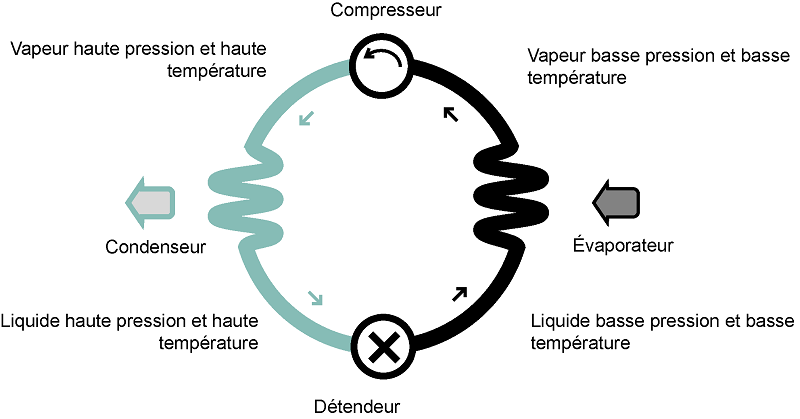 Compresseur
Vapeur haute pression et haute
température
Vapeur basse pression et basse
température
Condenseur
Évaporateur
Liquide haute pression et haute
température
Liquide basse pression et basse
température
Détendeur